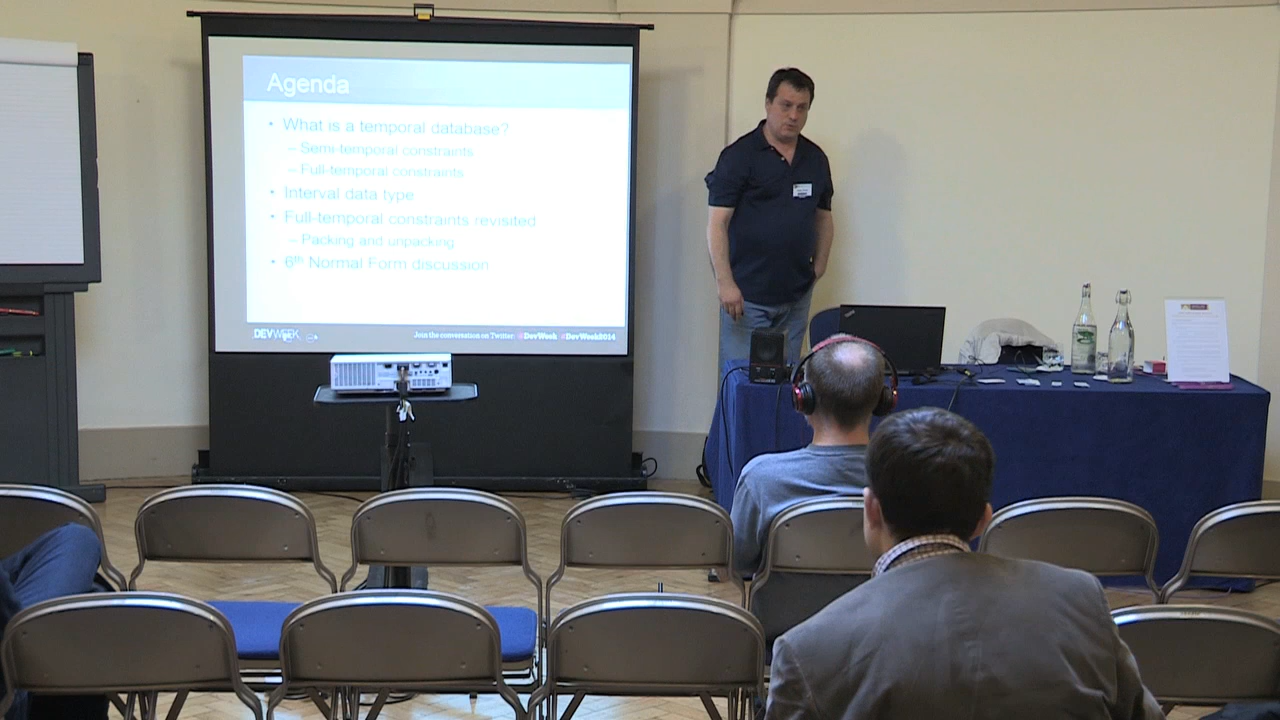 Agenda
• What is a temporal database?
– Semi-temporal constraints
– Full-temporal constraints
• Interval data type
• Full-temporal constraints revisited
– Packing and unpacking
• 6th Normal Form discussion
DEVWEEK
Join the conversation on Twitter: @DevWeek #DevWeek2014